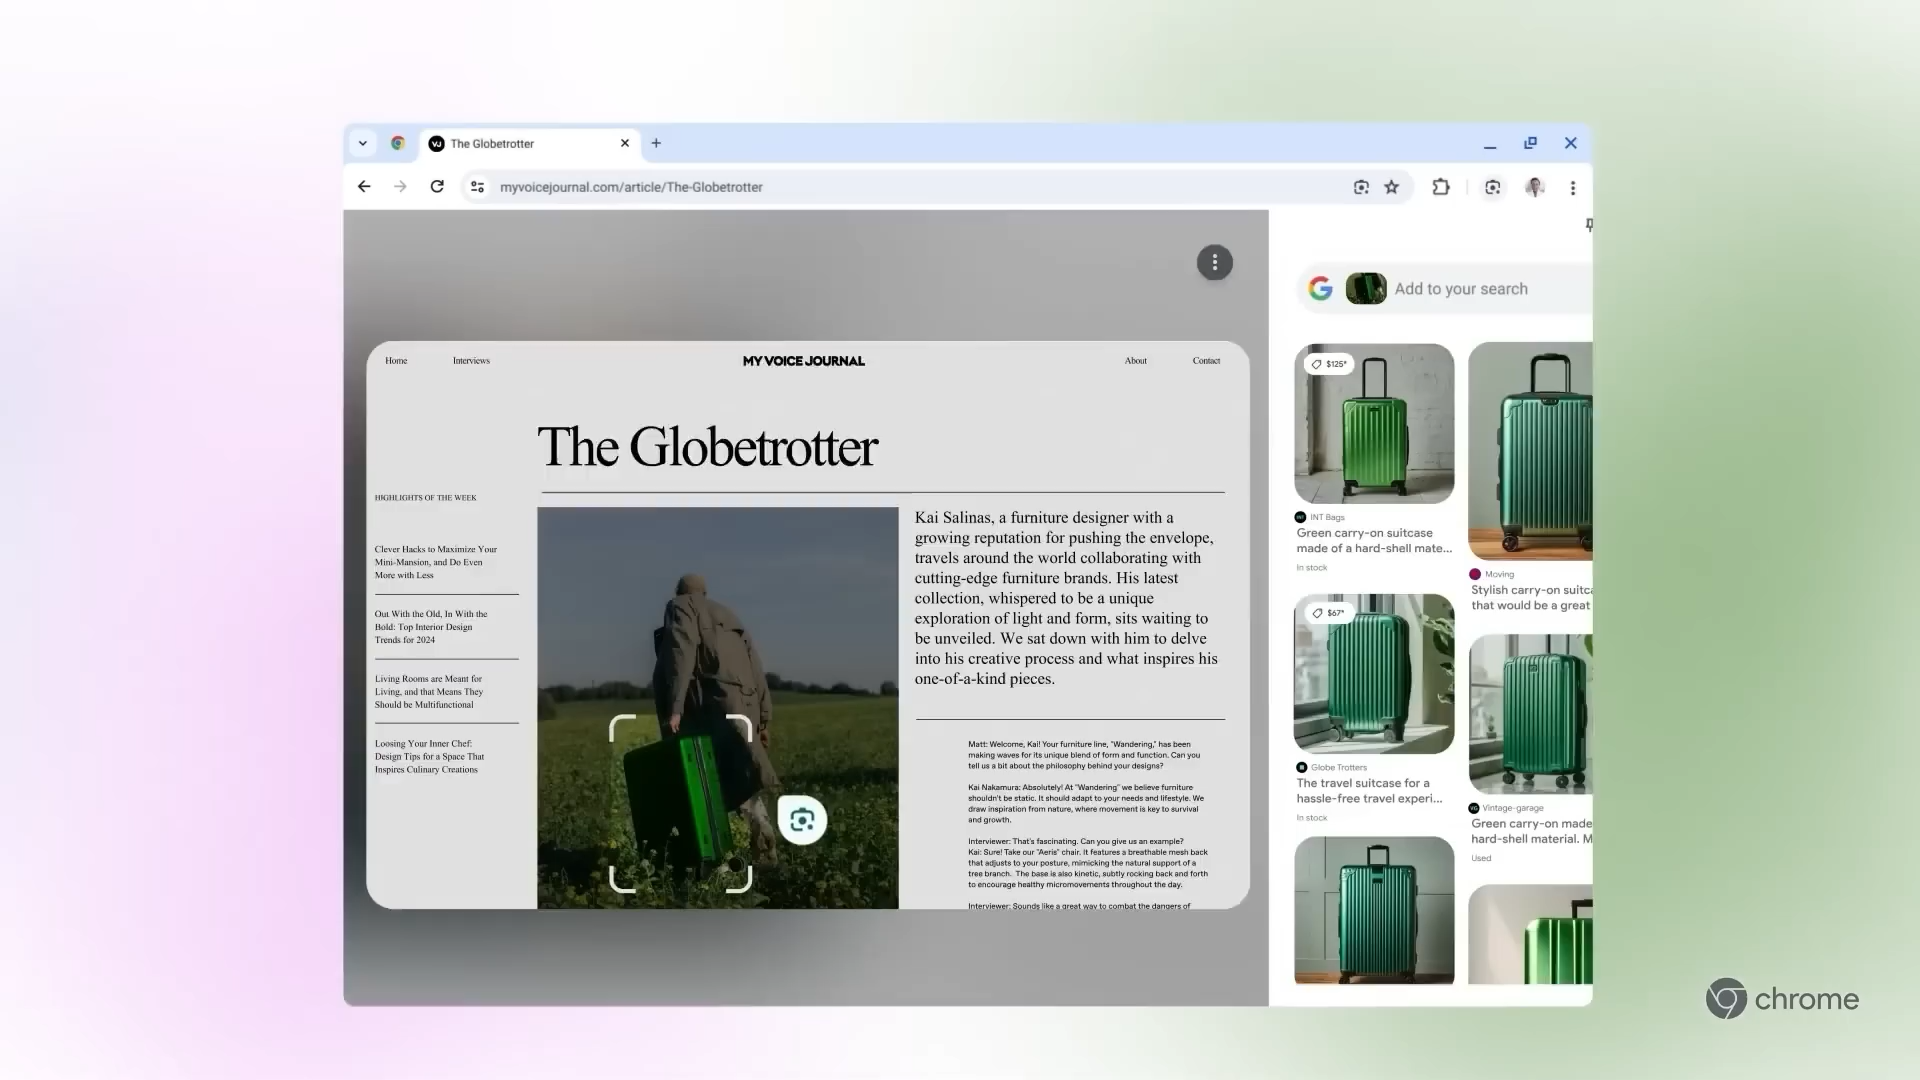 The Globetrotter
myvoicejournal.com/article/The-Globetrotter
Home
Interviews
MY VOICE JOURNAL
About
Contact
The Globetrotter
HIGHLIGHTS OF THE WEEK
Clever Hacks to Maximize Your
Mini-Mansion, and Do Even
More with Less
Out With the Old, In With the
Bold: Top Interior Design
Trends for 2024
Living Rooms are Meant for
Living, and that Means They
Should be Multifunctional
Loosing Your Inner Chef:
Design Tips for a Space That
Inspires Culinary Creations
Kai Salinas, a furniture designer with a
growing reputation for pushing the envelope,
travels around the world collaborating with
cutting-edge furniture brands. His latest
collection, whispered to be a unique
exploration of light and form, sits waiting to
be unveiled. We sat down with him to delve
into his creative process and what inspires his
one-of-a-kind pieces.
Matt: Welcome, Kai! Your furniture line, "Wandering," has been
making waves for its unique blend of form and function. Can you
tell us a bit about the philosophy behind your designs?
Kai Nakamura: Absolutely! At "Wandering" we believe furniture
shouldn't be static. It should adapt to your needs and lifestyle. We
draw inspiration from nature, where movement is key to survival
and growth.
Interviewer: That's fascinating. Can you give us an example?
Kai: Sure! Take our "Aeris" chair. It features a breathable mesh back
that adjusts to your posture, mimicking the natural support of a
tree branch. The base is also kinetic, subtly rocking back and forth
to encourage healthy micromovements throughout the day.
Interviewer: Sounds like a great way to combat the dangers of
Add to your search
$125*
INT Bags
Green carry-on suitcase
made of a hard-shell mate...
In stock
$67*
Globe Trotters
The travel suitcase for a
hassle-free travel experi...
In stock
Moving
Stylish carry-on suitc
that would be a great
Vintage-garage
Green carry-on made
hard-shell material. M
Used
chrome